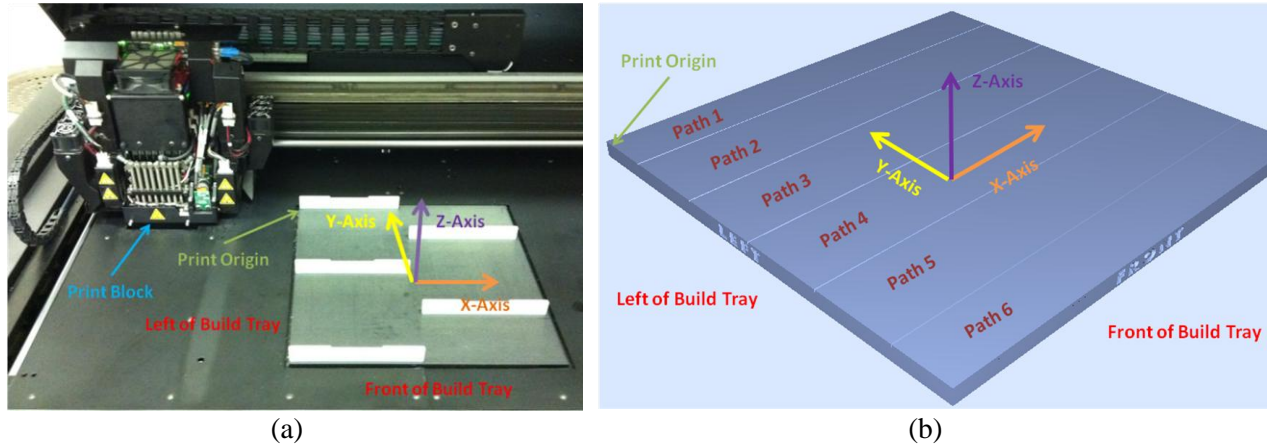 Y-Axis
Z-Axis
Print Origin
Print Block
X-Axis
Left of Build Tray
Front of Build Tray
(a)
Print Origin
Z-Axis
Path 1
Path 2
Y-Axis
X-Axis
Path 3
Path 4
LEFT
Path 5
FRONT
Left of Build Tray
Path 6
Front of Build Tray
(b)